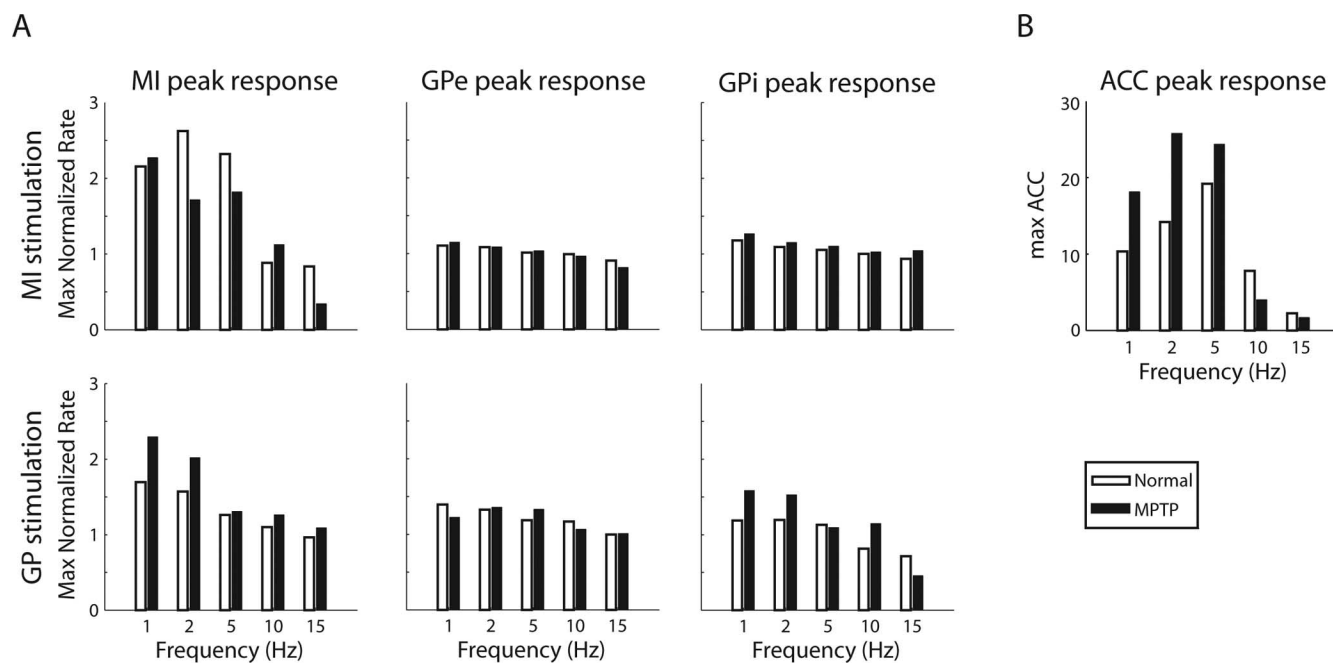 A
B
MI peak response
GPe peak response
GPi peak response
ACC peak response
MI stimulation
Max Normalized Rate
3
2
1
0
max ACC
30
20
10
0
1 2 5 10 15
Frequency (Hz)
GP stimulation
Max Normalized Rate
3
2
1
0
1 2 5 10 15
Frequency (Hz)
1 2 5 10 15
Frequency (Hz)
1 2 5 10 15
Frequency (Hz)
Normal
MPTP